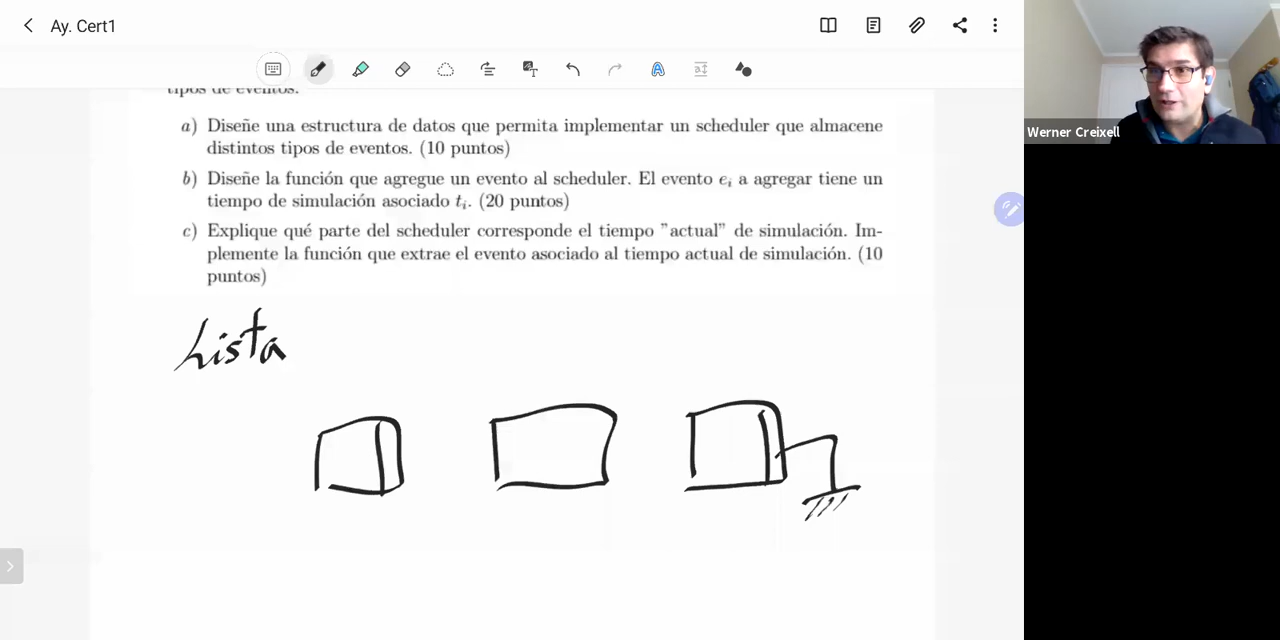 Ay. Cert1
tipos de eventos.
a) Diseñe una estructura de datos que permita implementar un scheduler que almacene
distintos tipos de eventos. (10 puntos)
b) Diseñe la función que agregue un evento al scheduler. El evento eᵢ a agregar tiene un
tiempo de simulación asociado tᵢ. (20 puntos)
c) Explique qué parte del scheduler corresponde el tiempo "actual" de simulación. Im-
plemente la función que extrae el evento asociado al tiempo actual de simulación. (10
puntos)
Lista
Werner Creixell